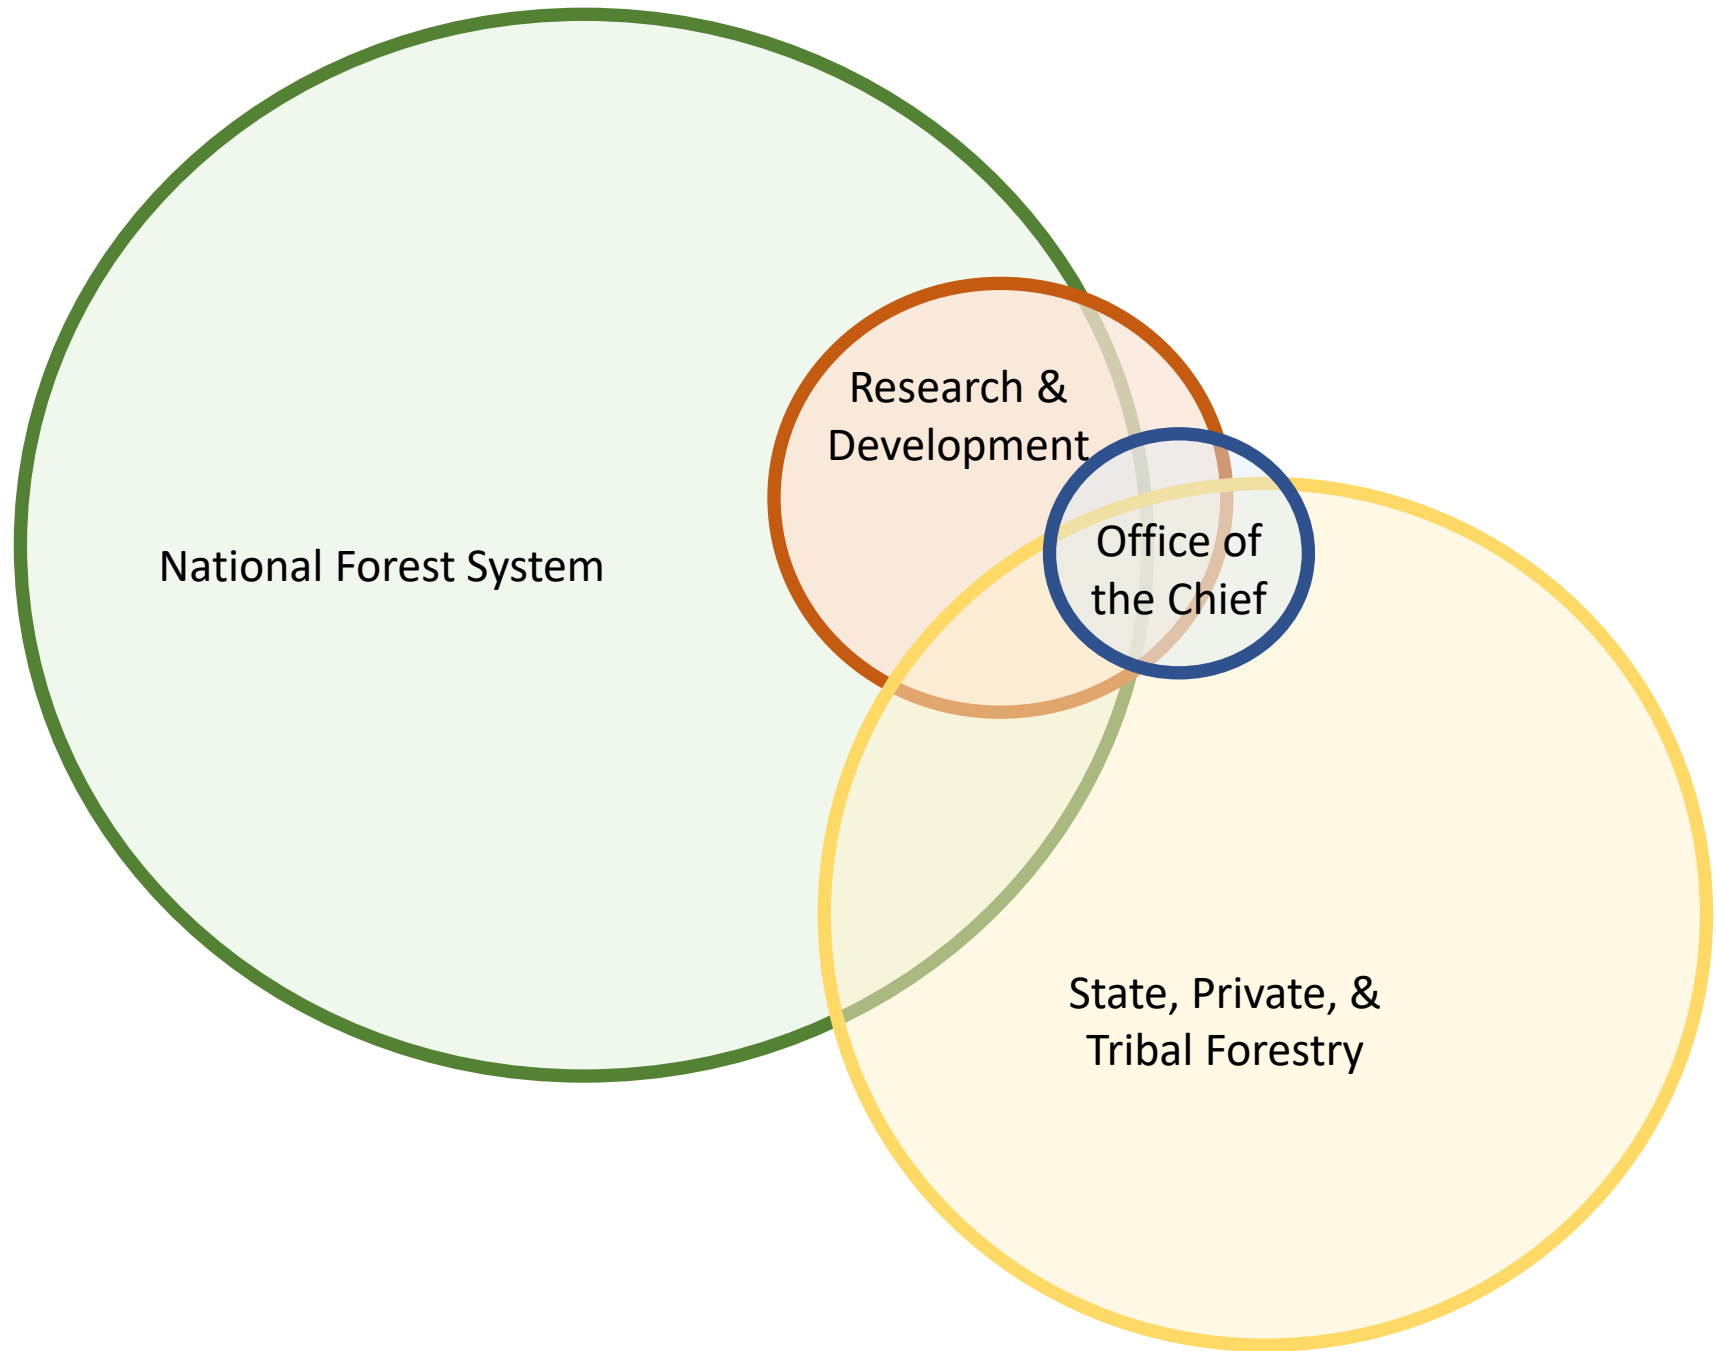 Research &
Development
Office of
the Chief
National Forest System
State, Private, &
Tribal Forestry